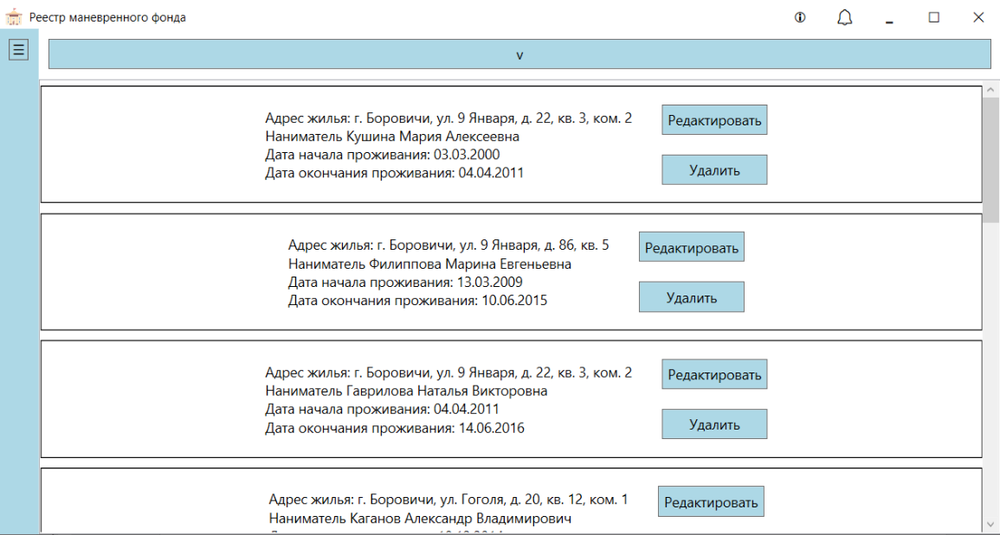 Реестр маневренного фонда
v
Адрес жилья: г. Боровичи, ул. 9 Января, д. 22, кв. 3, ком. 2
Наниматель Кушина Мария Алексеевна
Дата начала проживания: 03.03.2000
Дата окончания проживания: 04.04.2011
Редактировать
Удалить
Адрес жилья: г. Боровичи, ул. 9 Января, д. 86, кв. 5
Наниматель Филиппова Марина Евгеньевна
Дата начала проживания: 13.03.2009
Дата окончания проживания: 10.06.2015
Редактировать
Удалить
Адрес жилья: г. Боровичи, ул. 9 Января, д. 22, кв. 3, ком. 2
Наниматель Гаврилова Наталья Викторовна
Дата начала проживания: 04.04.2011
Дата окончания проживания: 14.06.2016
Редактировать
Удалить
Адрес жилья: г. Боровичи, ул. Гоголя, д. 20, кв. 12, ком. 1
Наниматель Каганов Александр Владимирович
Редактировать